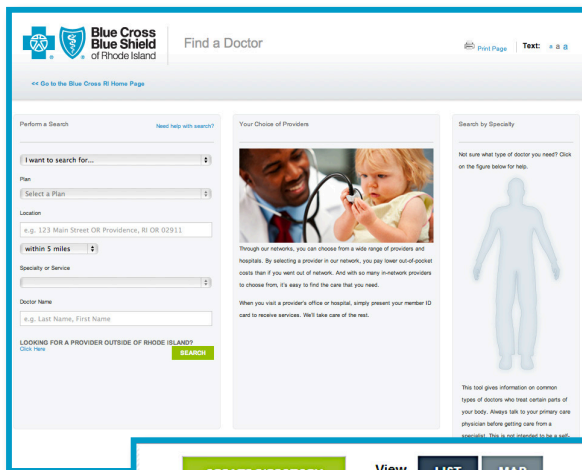 Blue Cross
Blue Shield
of Rhode Island
Find a Doctor
Print Page
Text: a a a
<< Go to the Blue Cross RI Home Page
Perform a Search
Need help with search?
I want to search for...
Plan
Select a Plan
Location
e.g. 123 Main Street OR Providence, RI OR 02911
within 5 miles
Specialty or Service
Doctor Name
e.g. Last Name, First Name
LOOKING FOR A PROVIDER OUTSIDE OF RHODE ISLAND?
Click Here
SEARCH
Your Choice of Providers
Through our networks, you can choose from a wide range of providers and
hospitals. By selecting a provider in our network, you pay lower out-of-pocket
costs than if you went out of network. And with so many in-network providers
to choose from, it's easy to find the care that you need.
When you visit a provider's office or hospital, simply present your member ID
card to receive services. We'll take care of the rest.
Search by Specialty
Not sure what type of doctor you need? Click
on the figure below for help.
This tool gives information on common
types of doctors who treat certain parts of
your body. Always talk to your primary care
physician before getting care from a
specialist. This is not intended to be a self-
View
LIST
MAP